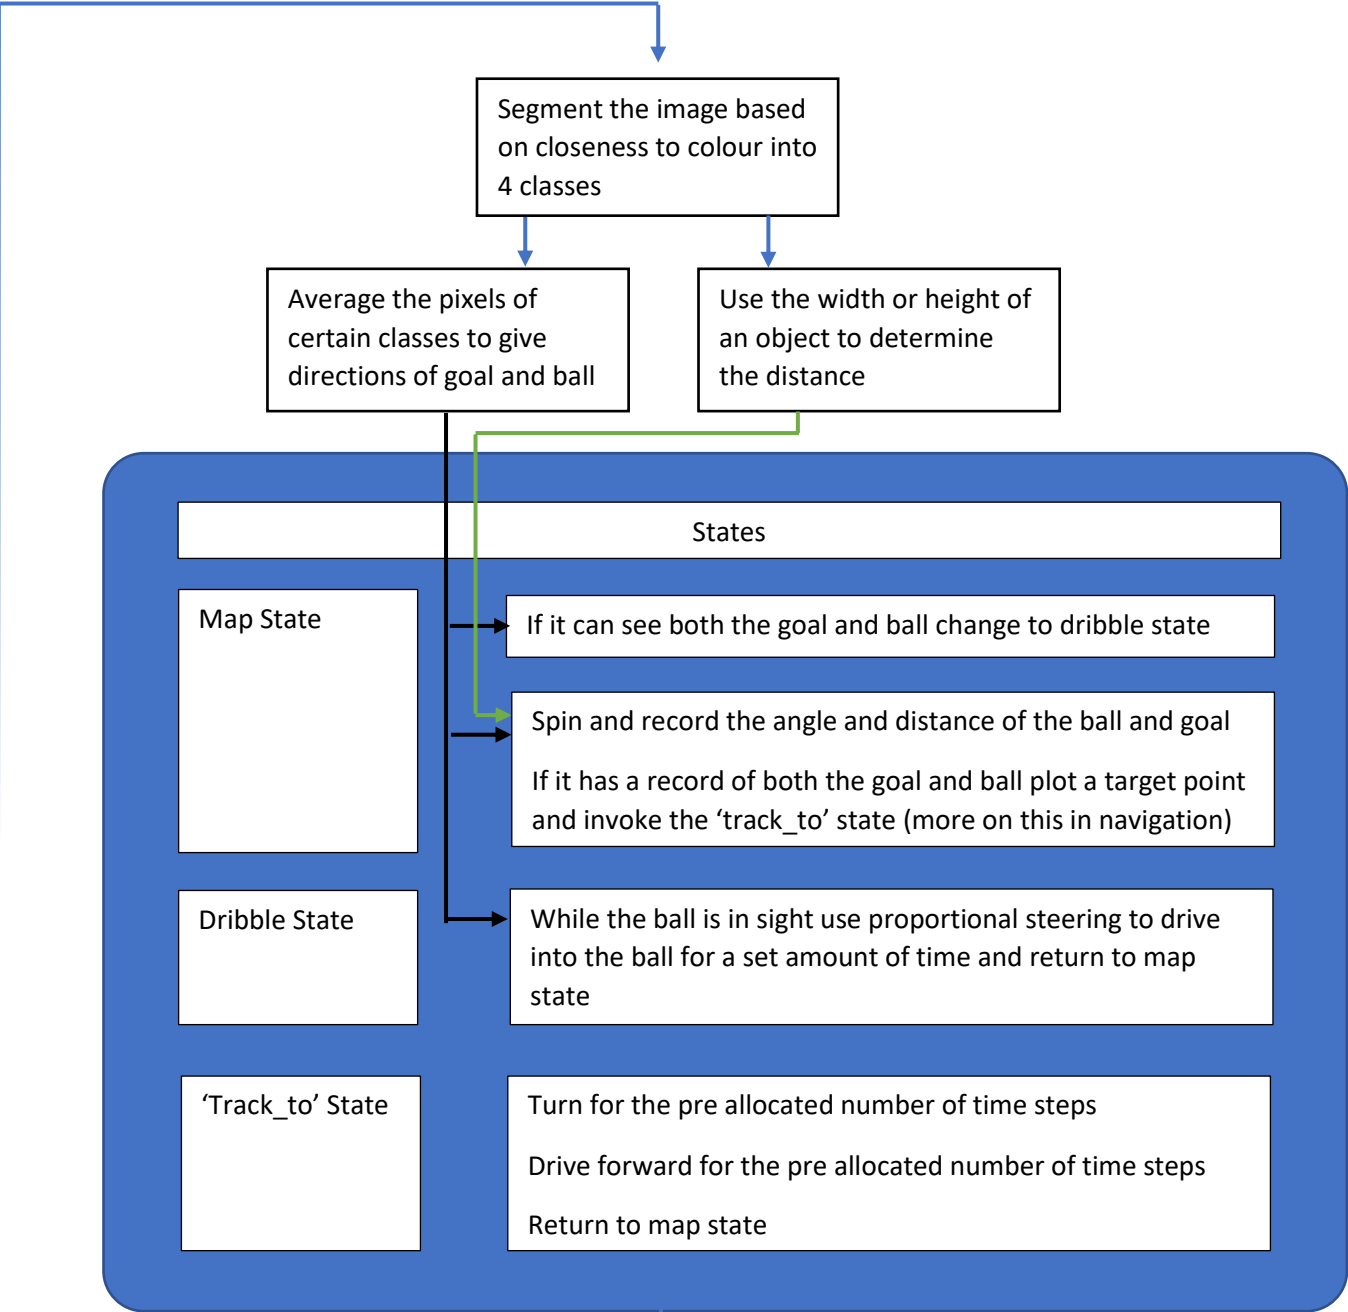 Segment the image based
on closeness to colour into
4 classes
Average the pixels of
certain classes to give
directions of goal and ball
Use the width or height of
an object to determine
the distance
States
Map State
If it can see both the goal and ball change to dribble state
Spin and record the angle and distance of the ball and goal
If it has a record of both the goal and ball plot a target point
and invoke the ‘track_to’ state (more on this in navigation)
Dribble State
While the ball is in sight use proportional steering to drive
into the ball for a set amount of time and return to map
state
‘Track_to’ State
Turn for the pre allocated number of time steps
Drive forward for the pre allocated number of time steps
Return to map state